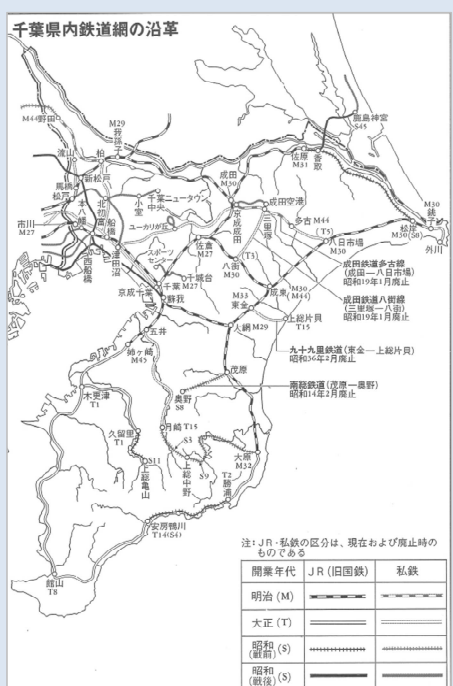 千葉県内鉄道網の沿革
M44野田
M29
我孫子
流山
柏
新松戸
馬橋
松戸
本八幡
市川
M27
北初富
船橋
西船橋
津田沼
小室
千葉ニュータウン
中央
ユーカリが丘
スポーツ
センター
京成千葉
千葉
蘇我
千城台
M27
佐倉
M27
成田
M30
京成成田
成田空港
三里塚
多古 M44
(T5)
八日市場
M30
佐原
M31
香取
鹿島神宮
S45
M30
銚子
松岸
(S8)
外川
八街
M30
(T3)
成東
M30
(M44)
M33
東金
上総片貝
T15
大網 M29
五井
姉ヶ崎
M45
茂原
奥野
S8
木更津
T1
久留里
T1
S11
上総亀山
月崎 T15
S3
上総中野
S9
大原
M32
T2
勝浦
安房鴨川
T14(S4)
館山
T8
成田鉄道多古線
(成田―八日市場)
昭和19年1月廃止
成田鉄道八街線
(三里塚―八街)
昭和19年1月廃止
九十九里鉄道(東金―上総片貝)
昭和36年2月廃止
南総鉄道(茂原―奥野)
昭和14年2月廃止
注:JR・私鉄の区分は、現在および廃止時の
ものである
開業年代 JR(旧国鉄) 私鉄
明治(M)
大正(T)
昭和(戦前)(S)
昭和(戦後)(S)